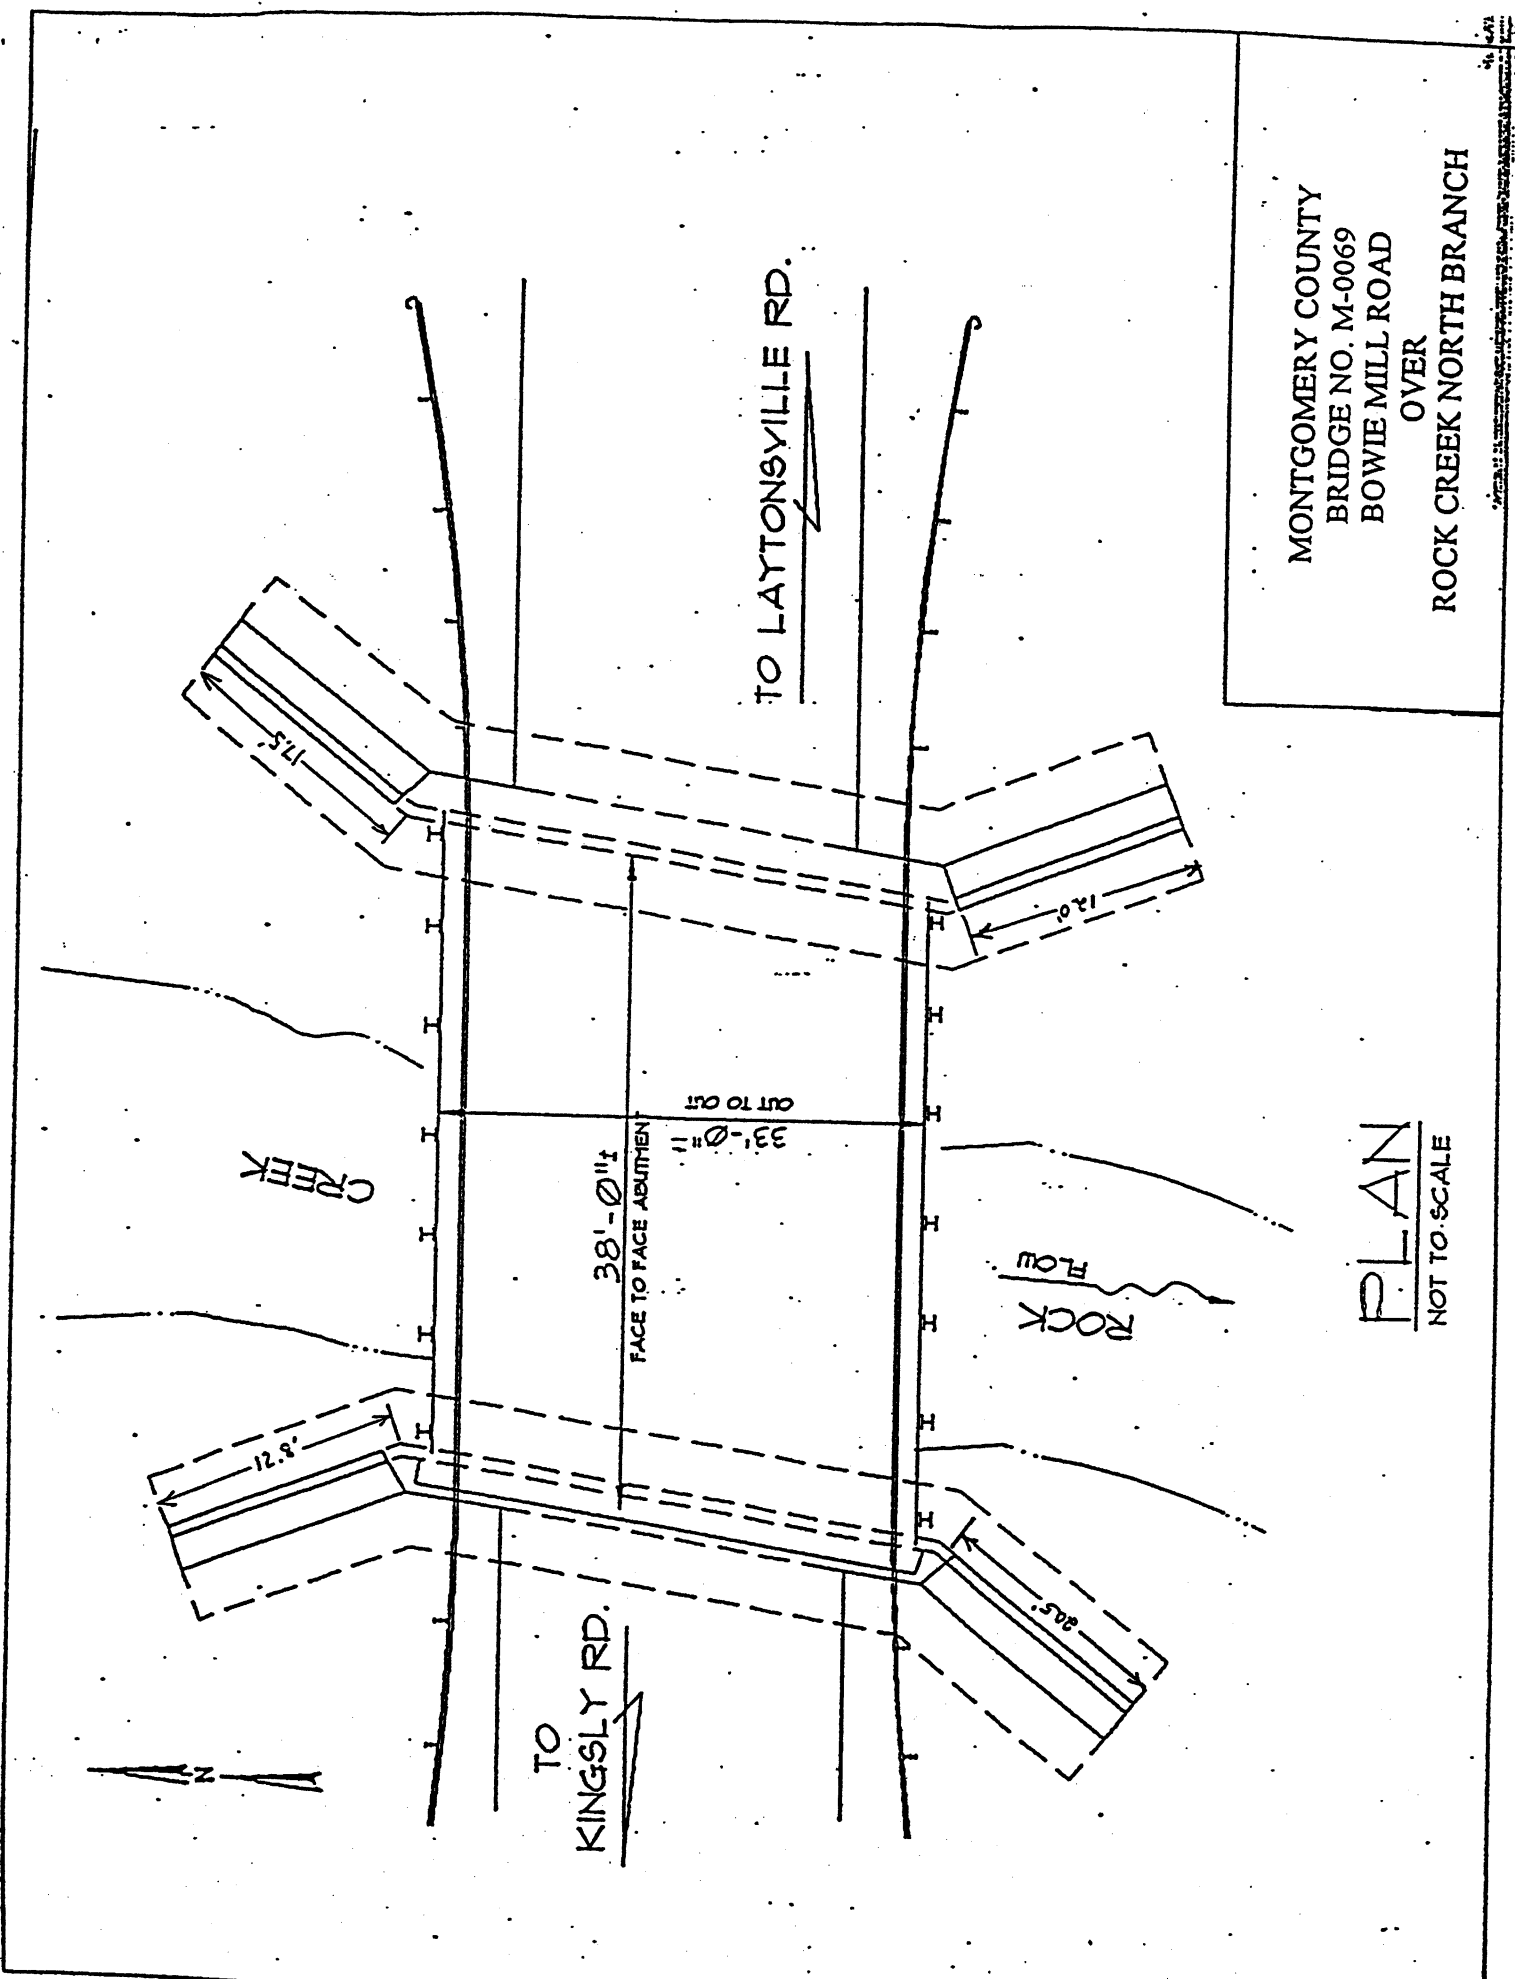 MONTGOMERY COUNTY
BRIDGE NO. M-0069
BOWIE MILL ROAD
OVER
ROCK CREEK NORTH BRANCH
TO LAYTONSVILLE RD.
17.5'
12.0'
CREEK
38'-0"±
FACE TO FACE ABUTMENT
33'-0"±
OUT TO OUT
FLOW
ROCK
12.8'
20.5'
TO
KINGSLY RD.
N
PLAN
NOT TO SCALE